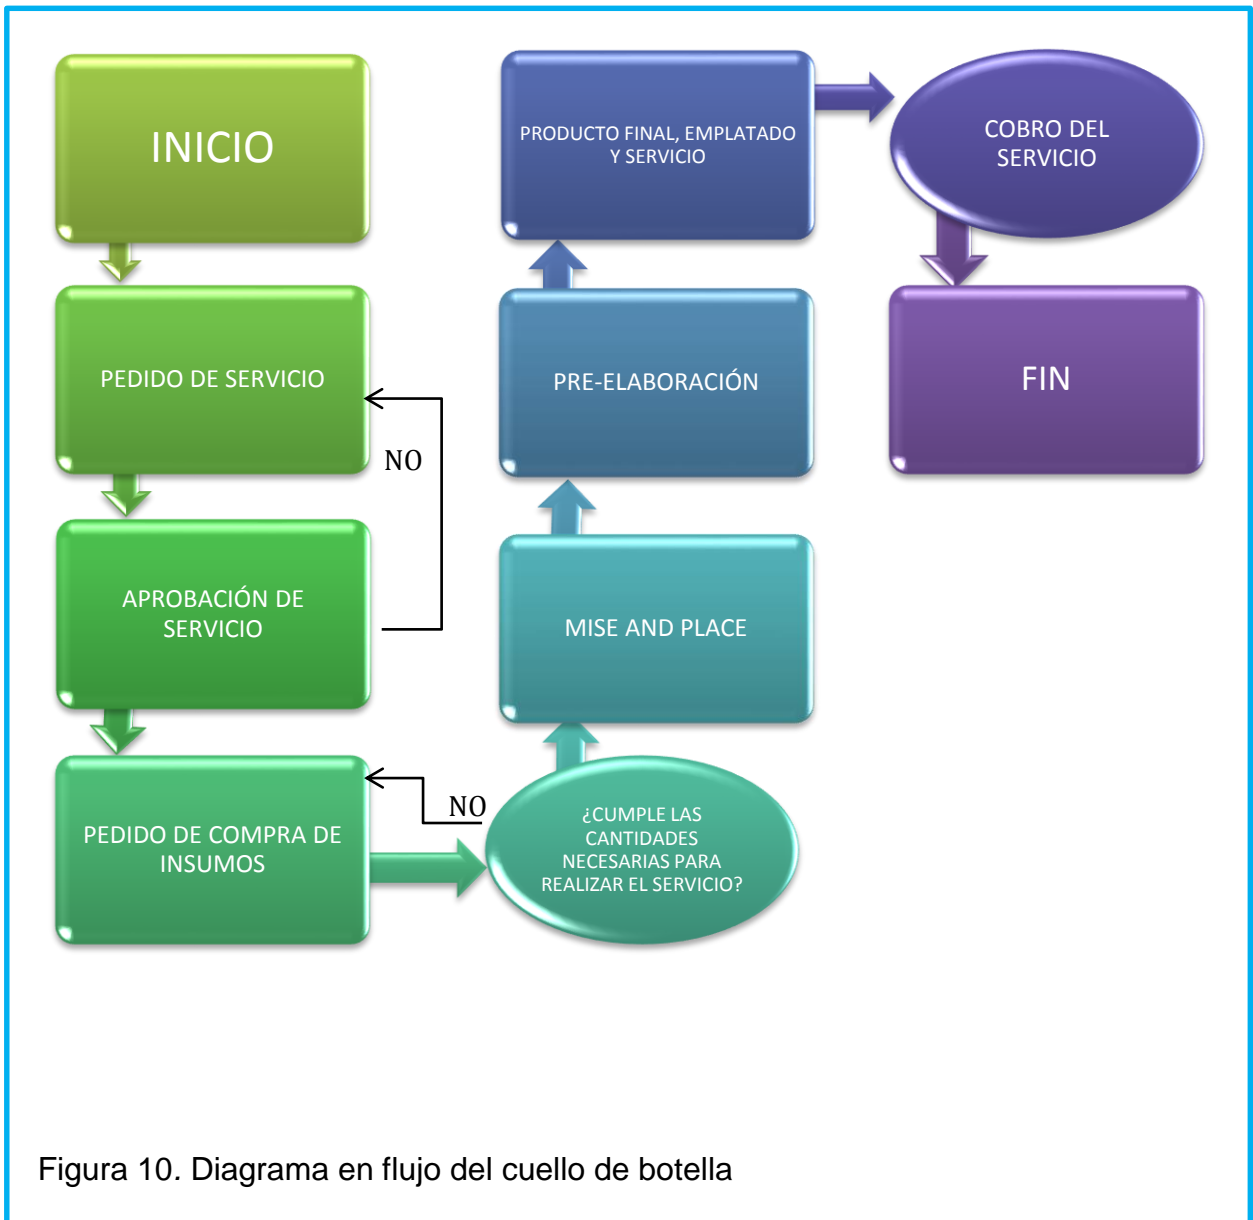 INICIO
PEDIDO DE SERVICIO
NO
APROBACIÓN DE
SERVICIO
PEDIDO DE COMPRA DE
INSUMOS
NO
¿CUMPLE LAS
CANTIDADES
NECESARIAS PARA
REALIZAR EL SERVICIO?
MISE AND PLACE
PRE-ELABORACIÓN
PRODUCTO FINAL, EMPLATADO
Y SERVICIO
COBRO DEL
SERVICIO
FIN
Figura 10. Diagrama en flujo del cuello de botella